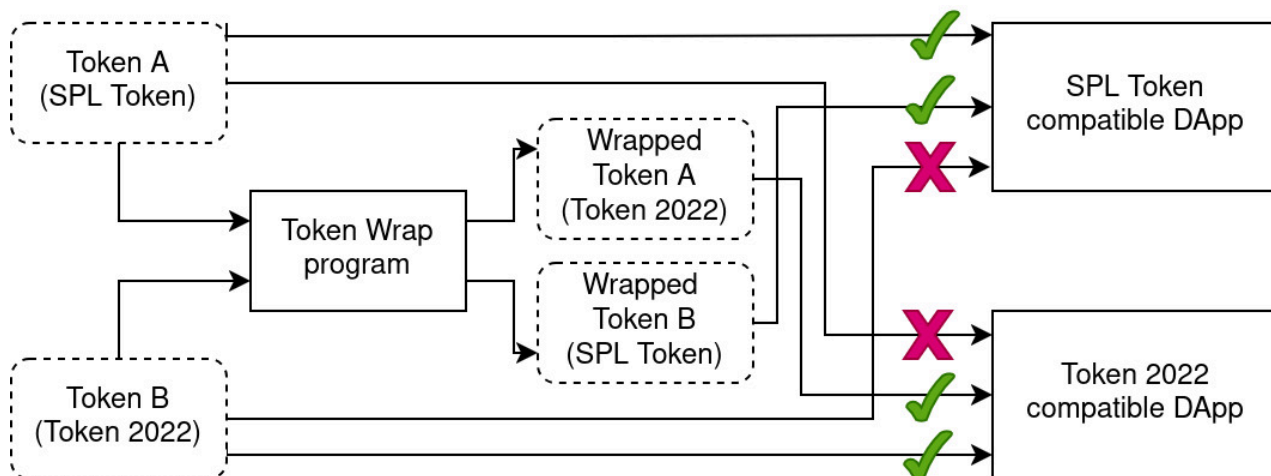 Token A
(SPL Token)
SPL Token
compatible DApp
Wrapped
Token A
(Token 2022)
Token Wrap
program
Wrapped
Token B
(SPL Token)
Token B
(Token 2022)
Token 2022
compatible DApp